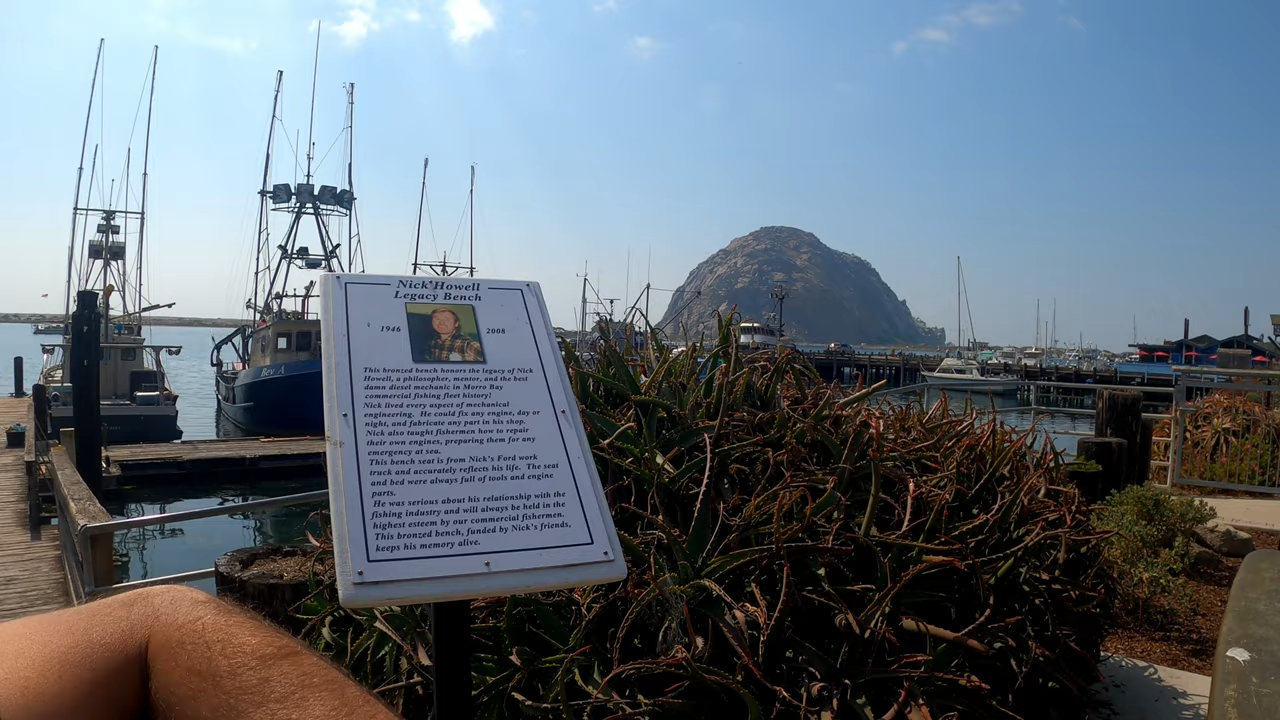 Nick Howell
Legacy Bench
1946 2008
This bronzed bench honors the legacy of Nick
Howell, a philosopher, mentor, and the best
damn diesel mechanic in Morro Bay
commercial fishing fleet history!
Nick lived every aspect of mechanical
engineering. He could fix any engine, day or
night, and fabricate any part in his shop.
Nick also taught fishermen how to repair
their own engines, preparing them for any
emergency at sea.
This bench seat is from Nick's Ford work
truck and accurately reflects his life. The seat
and bed were always full of tools and engine
parts.
He was serious about his relationship with the
fishing industry and will always be held in the
highest esteem by our commercial fishermen.
This bronzed bench, funded by Nick's friends,
keeps his memory alive.
Bev A